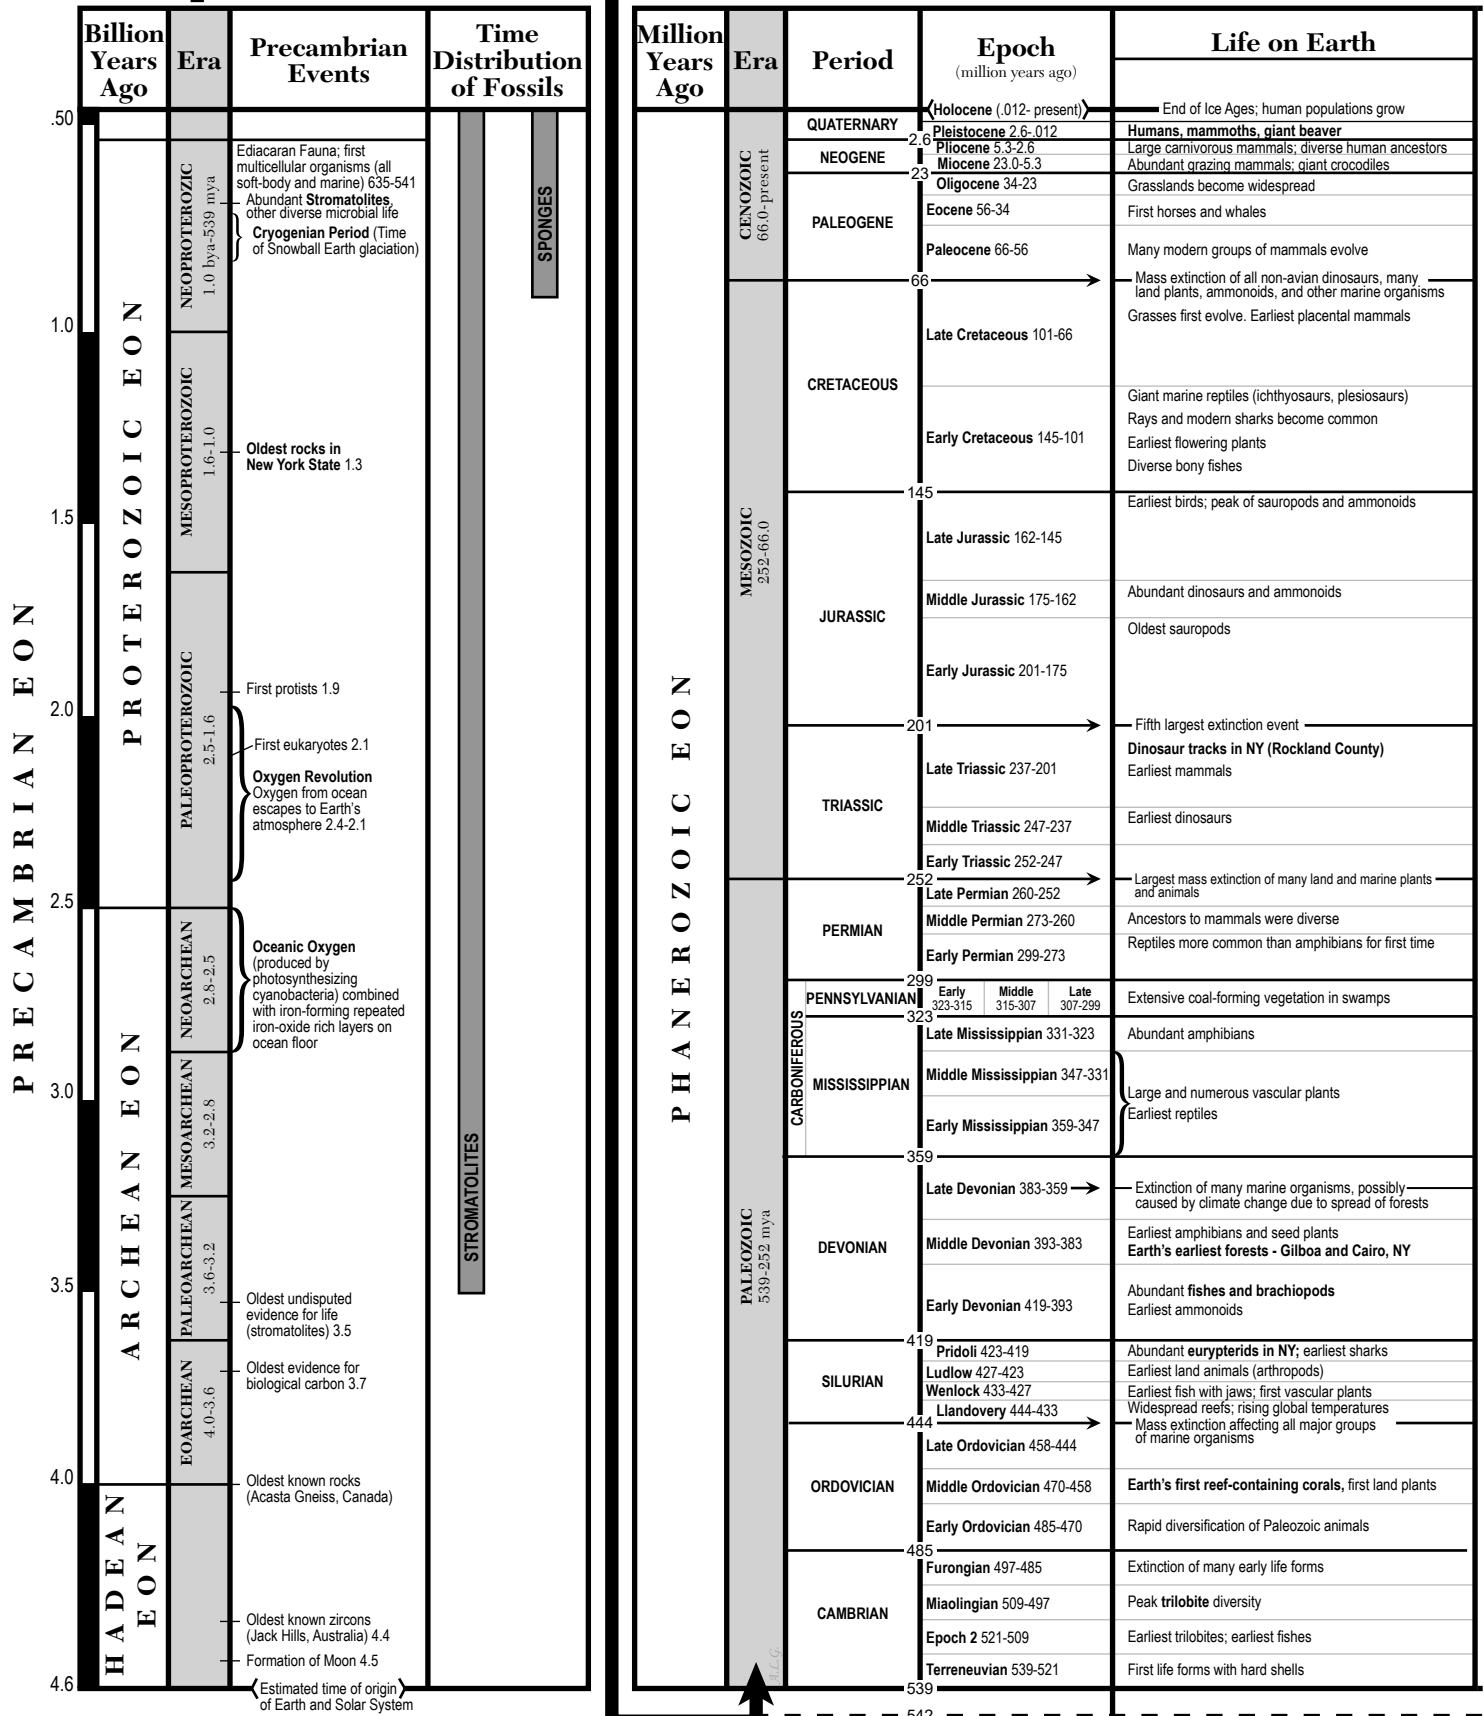 Billion
Years
Ago
Era
Precambrian
Events
Time
Distribution
of Fossils
.50
1.0
1.5
2.0
2.5
3.0
3.5
4.0
4.6
PRECAMBRIAN EON
PROTEROZOIC EON
ARCHEAN EON
HADEAN
EON
NEOPROTEROZIC
1.0 bya-539 mya
MESOPROTEROZOIC
1.6-1.0
PALEOPROTEROZOIC
2.5-1.6
NEOARCHEAN
2.8-2.5
MESOARCHEAN
3.2-2.8
PALEOARCHEAN
3.6-3.2
EOARCHEAN
4.0-3.6
Ediacaran Fauna; first
multicellular organisms (all
soft-body and marine) 635-541
Abundant Stromatolites,
other diverse microbial life
Cryogenian Period (Time
of Snowball Earth glaciation)
Oldest rocks in
New York State 1.3
First protists 1.9
First eukaryotes 2.1
Oxygen Revolution
Oxygen from ocean
escapes to Earth's
atmosphere 2.4-2.1
Oceanic Oxygen
(produced by
photosynthesizing
cyanobacteria) combined
with iron-forming repeated
iron-oxide rich layers on
ocean floor
Oldest undisputed
evidence for life
(stromatolites) 3.5
Oldest evidence for
biological carbon 3.7
Oldest known rocks
(Acasta Gneiss, Canada)
Oldest known zircons
(Jack Hills, Australia) 4.4
Formation of Moon 4.5
Estimated time of origin
of Earth and Solar System
STROMATOLITES
SPONGES
Million
Years
Ago
Era
Period
Epoch
(million years ago)
Life on Earth
PHANEROZOIC EON
CENOZOIC
66.0-present
MESOZOIC
252-66.0
PALEOZOIC
539-252 mya
A.L.G.
QUATERNARY
Holocene (.012- present)
End of Ice Ages; human populations grow
Pleistocene 2.6-.012
Humans, mammoths, giant beaver
2.6
NEOGENE
Pliocene 5.3-2.6
Large carnivorous mammals; diverse human ancestors
Miocene 23.0-5.3
Abundant grazing mammals; giant crocodiles
23
PALEOGENE
Oligocene 34-23
Grasslands become widespread
Eocene 56-34
First horses and whales
Paleocene 66-56
Many modern groups of mammals evolve
66
Mass extinction of all non-avian dinosaurs, many
land plants, ammonoids, and other marine organisms
CRETACEOUS
Late Cretaceous 101-66
Grasses first evolve. Earliest placental mammals
Early Cretaceous 145-101
Giant marine reptiles (ichthyosaurs, plesiosaurs)
Rays and modern sharks become common
Earliest flowering plants
Diverse bony fishes
145
JURASSIC
Late Jurassic 162-145
Earliest birds; peak of sauropods and ammonoids
Middle Jurassic 175-162
Abundant dinosaurs and ammonoids
Early Jurassic 201-175
Oldest sauropods
201
Fifth largest extinction event
TRIASSIC
Late Triassic 237-201
Dinosaur tracks in NY (Rockland County)
Earliest mammals
Middle Triassic 247-237
Earliest dinosaurs
Early Triassic 252-247
252
Largest mass extinction of many land and marine plants
and animals
PERMIAN
Late Permian 260-252
Middle Permian 273-260
Ancestors to mammals were diverse
Early Permian 299-273
Reptiles more common than amphibians for first time
299
CARBONIFEROUS
PENNSYLVANIAN
Early
323-315
Middle
315-307
Late
307-299
Extensive coal-forming vegetation in swamps
323
MISSISSIPPIAN
Late Mississippian 331-323
Abundant amphibians
Middle Mississippian 347-331
Early Mississippian 359-347
Large and numerous vascular plants
Earliest reptiles
359
DEVONIAN
Late Devonian 383-359
Extinction of many marine organisms, possibly
caused by climate change due to spread of forests
Middle Devonian 393-383
Earliest amphibians and seed plants
Earth's earliest forests - Gilboa and Cairo, NY
Early Devonian 419-393
Abundant fishes and brachiopods
Earliest ammonoids
419
SILURIAN
Pridoli 423-419
Abundant eurypterids in NY; earliest sharks
Ludlow 427-423
Earliest land animals (arthropods)
Wenlock 433-427
Earliest fish with jaws; first vascular plants
Llandovery 444-433
Widespread reefs; rising global temperatures
444
Mass extinction affecting all major groups
of marine organisms
ORDOVICIAN
Late Ordovician 458-444
Middle Ordovician 470-458
Earth's first reef-containing corals, first land plants
Early Ordovician 485-470
Rapid diversification of Paleozoic animals
485
CAMBRIAN
Furongian 497-485
Extinction of many early life forms
Miaolingian 509-497
Peak trilobite diversity
Epoch 2 521-509
Earliest trilobites; earliest fishes
Terreneuvian 539-521
First life forms with hard shells
539
542